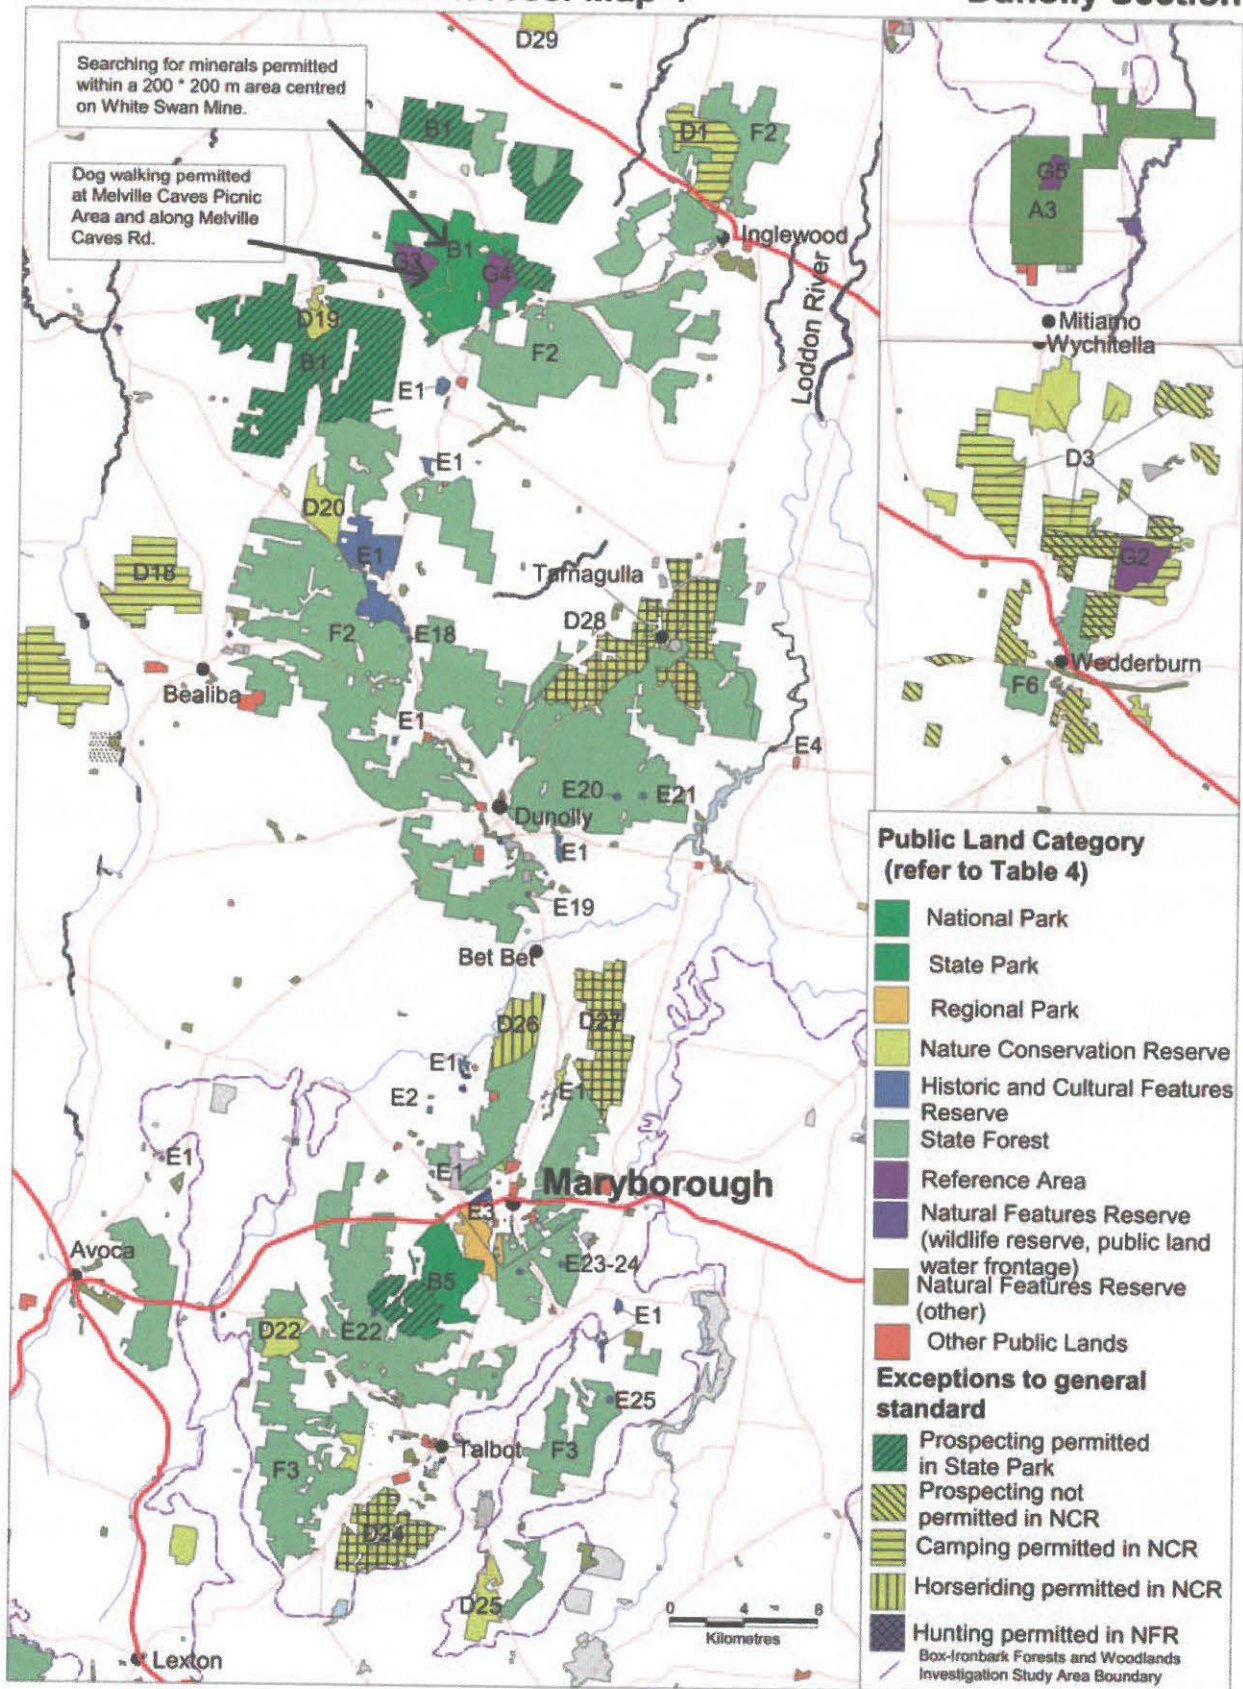 Map 4
Dunolly Section
Searching for minerals permitted
within a 200 * 200 m area centred
on White Swan Mine.
Dog walking permitted
at Melville Caves Picnic
Area and along Melville
Caves Rd.
D29
B1
D1
F2
G5
A3
Inglewood
B1
G3
G4
Loddon River
Mitiamo
Wychitella
D19
B1
F2
E1
D3
E1
D20
E1
G2
D18
Tarnagulla
D28
F2
E18
Wedderburn
F6
Bealiba
E1
E4
E20
E21
Dunolly
E1
E19
Bet Bet
D26
D27
E1
E2
E1
E1
E1
Maryborough
E3
Avoca
E23-24
B5
E1
D22
E22
E25
Talbot
F3
F3
D24
D25
Lexton
0 4 8
Kilometres
Public Land Category
(refer to Table 4)
National Park
State Park
Regional Park
Nature Conservation Reserve
Historic and Cultural Features
Reserve
State Forest
Reference Area
Natural Features Reserve
(wildlife reserve, public land
water frontage)
Natural Features Reserve
(other)
Other Public Lands
Exceptions to general
standard
Prospecting permitted
in State Park
Prospecting not
permitted in NCR
Camping permitted in NCR
Horseriding permitted in NCR
Hunting permitted in NFR
Box-Ironbark Forests and Woodlands
Investigation Study Area Boundary